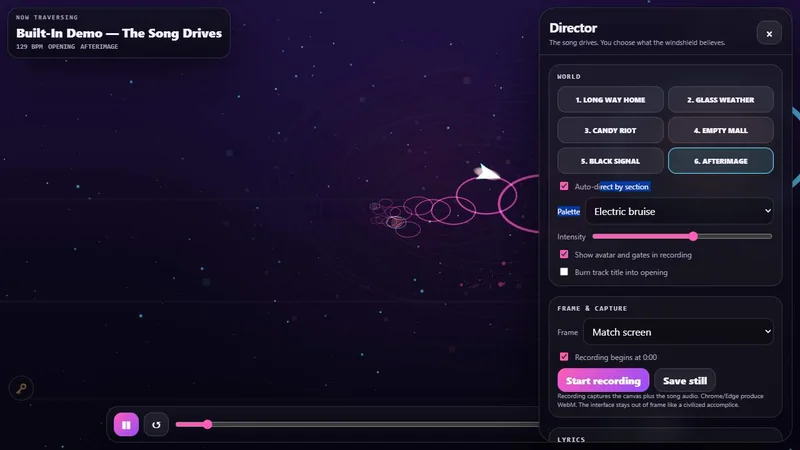 NOW TRAVERSING
Built-In Demo — The Song Drives
129 BPM OPENING AFTERIMAGE
Director
The song drives. You choose what the windshield believes.
×
WORLD
1. LONG WAY HOME
2. GLASS WEATHER
3. CANDY RIOT
4. EMPTY MALL
5. BLACK SIGNAL
6. AFTERIMAGE
Auto-direct by section
Palette Electric bruise
Intensity
Show avatar and gates in recording
Burn track title into opening
FRAME & CAPTURE
Frame Match screen
Recording begins at 0:00
Start recording
Save still
Recording captures the canvas plus the song audio. Chrome/Edge produce
WebM. The interface stays out of frame like a civilized accomplice.
LYRICS